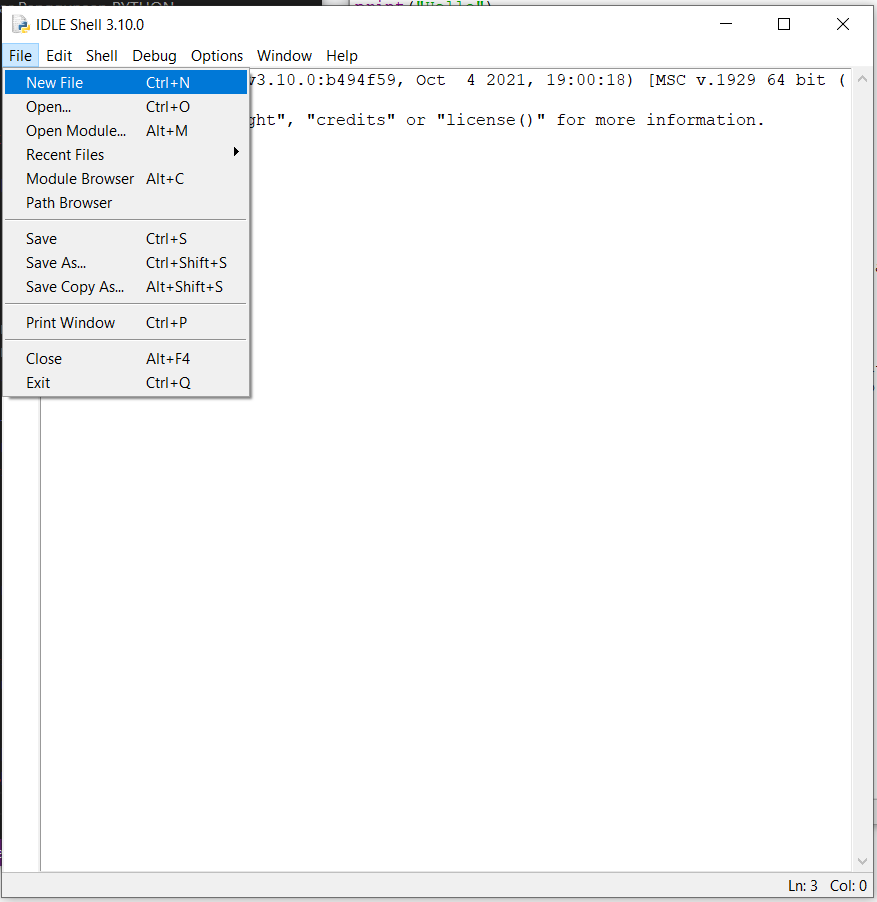 print("Hello")
IDLE Shell 3.10.0
File Edit Shell Debug Options Window Help
v3.10.0:b494f59, Oct 4 2021, 19:00:18) [MSC v.1929 64 bit (
ght", "credits" or "license()" for more information.
New File Ctrl+N
Open... Ctrl+O
Open Module... Alt+M
Recent Files
Module Browser Alt+C
Path Browser
Save Ctrl+S
Save As... Ctrl+Shift+S
Save Copy As... Alt+Shift+S
Print Window Ctrl+P
Close Alt+F4
Exit Ctrl+Q
Ln: 3 Col: 0